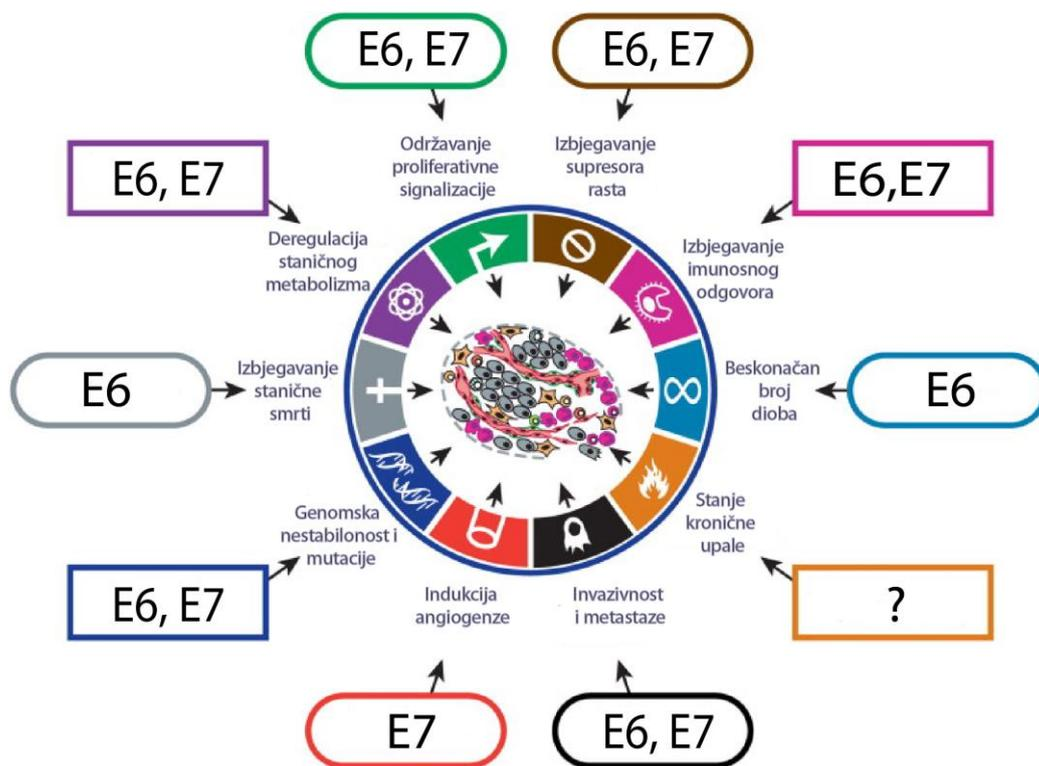 E6, E7
E6, E7
Održavanje
proliferativne
signalizacije
Izbjegavanje
supresora
rasta
E6, E7
E6,E7
Deregulacija
staničnog
metabolizma
Izbjegavanje
imunosnog
odgovora
E6
Izbjegavanje
stanične
smrti
Beskonačan
broj
dioba
E6
Genomska
nestabilonost i
mutacije
Stanje
kronične
upale
E6, E7
Indukcija
angiogenze
Invazivnost
i metastaze
?
E7
E6, E7